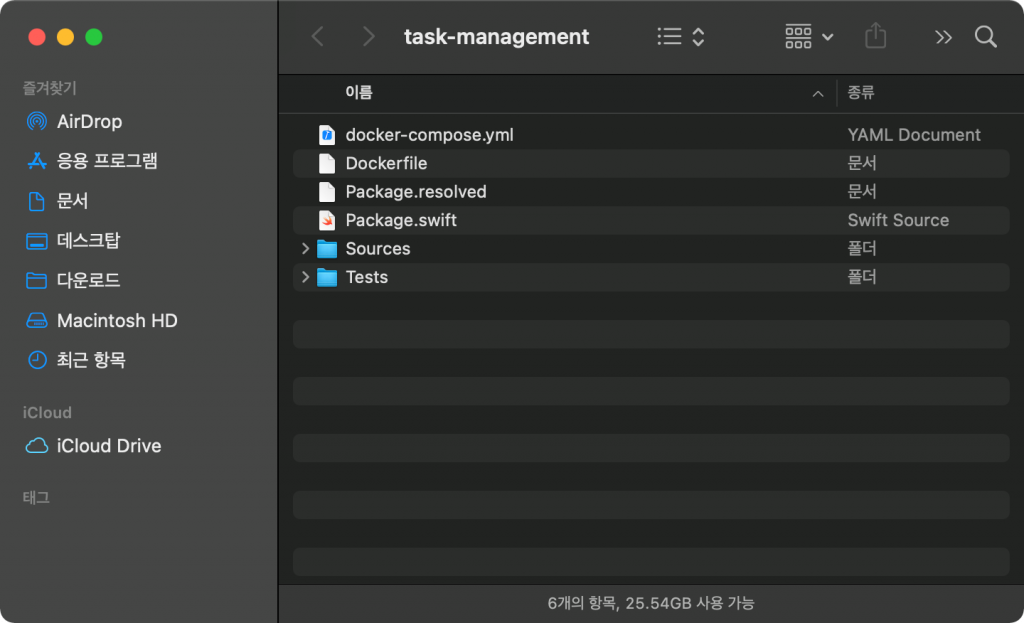 task-management
즐겨찾기
AirDrop
응용 프로그램
문서
데스크탑
다운로드
Macintosh HD
최근 항목
iCloud
iCloud Drive
태그
이름 종류
docker-compose.yml YAML Document
Dockerfile 문서
Package.resolved 문서
Package.swift Swift Source
Sources 폴더
Tests 폴더
6개의 항목, 25.54GB 사용 가능